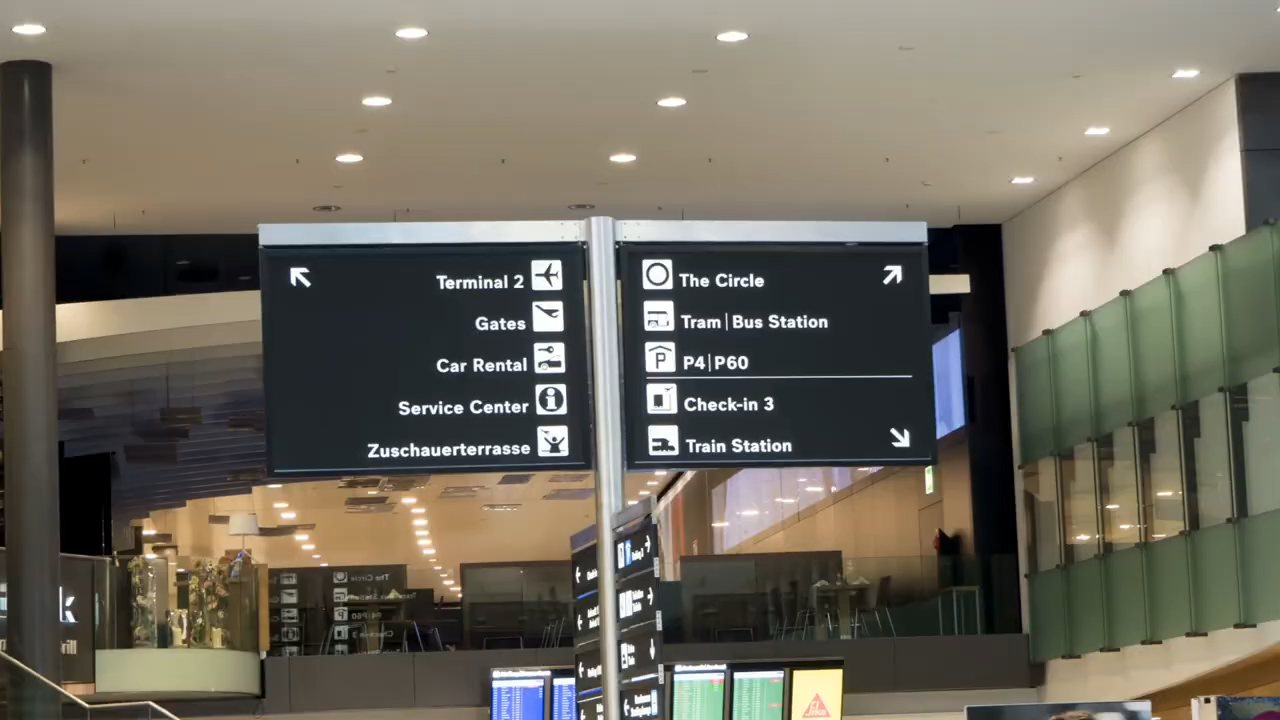 Terminal 2
Gates
Car Rental
Service Center
Zuschauerterrasse
The Circle
Tram | Bus Station
P4 | P60
Check-in 3
Train Station